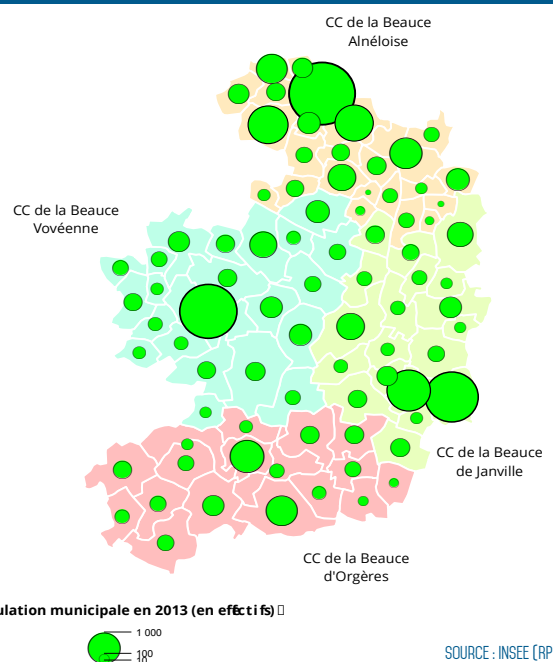 CC de la Beauce
Alnéloise
CC de la Beauce
Vovéenne
CC de la Beauce
de Janville
CC de la Beauce
d'Orgères
ulation municipale en 2013 (en effectifs)
1 000
100
10
SOURCE : INSEE (RP